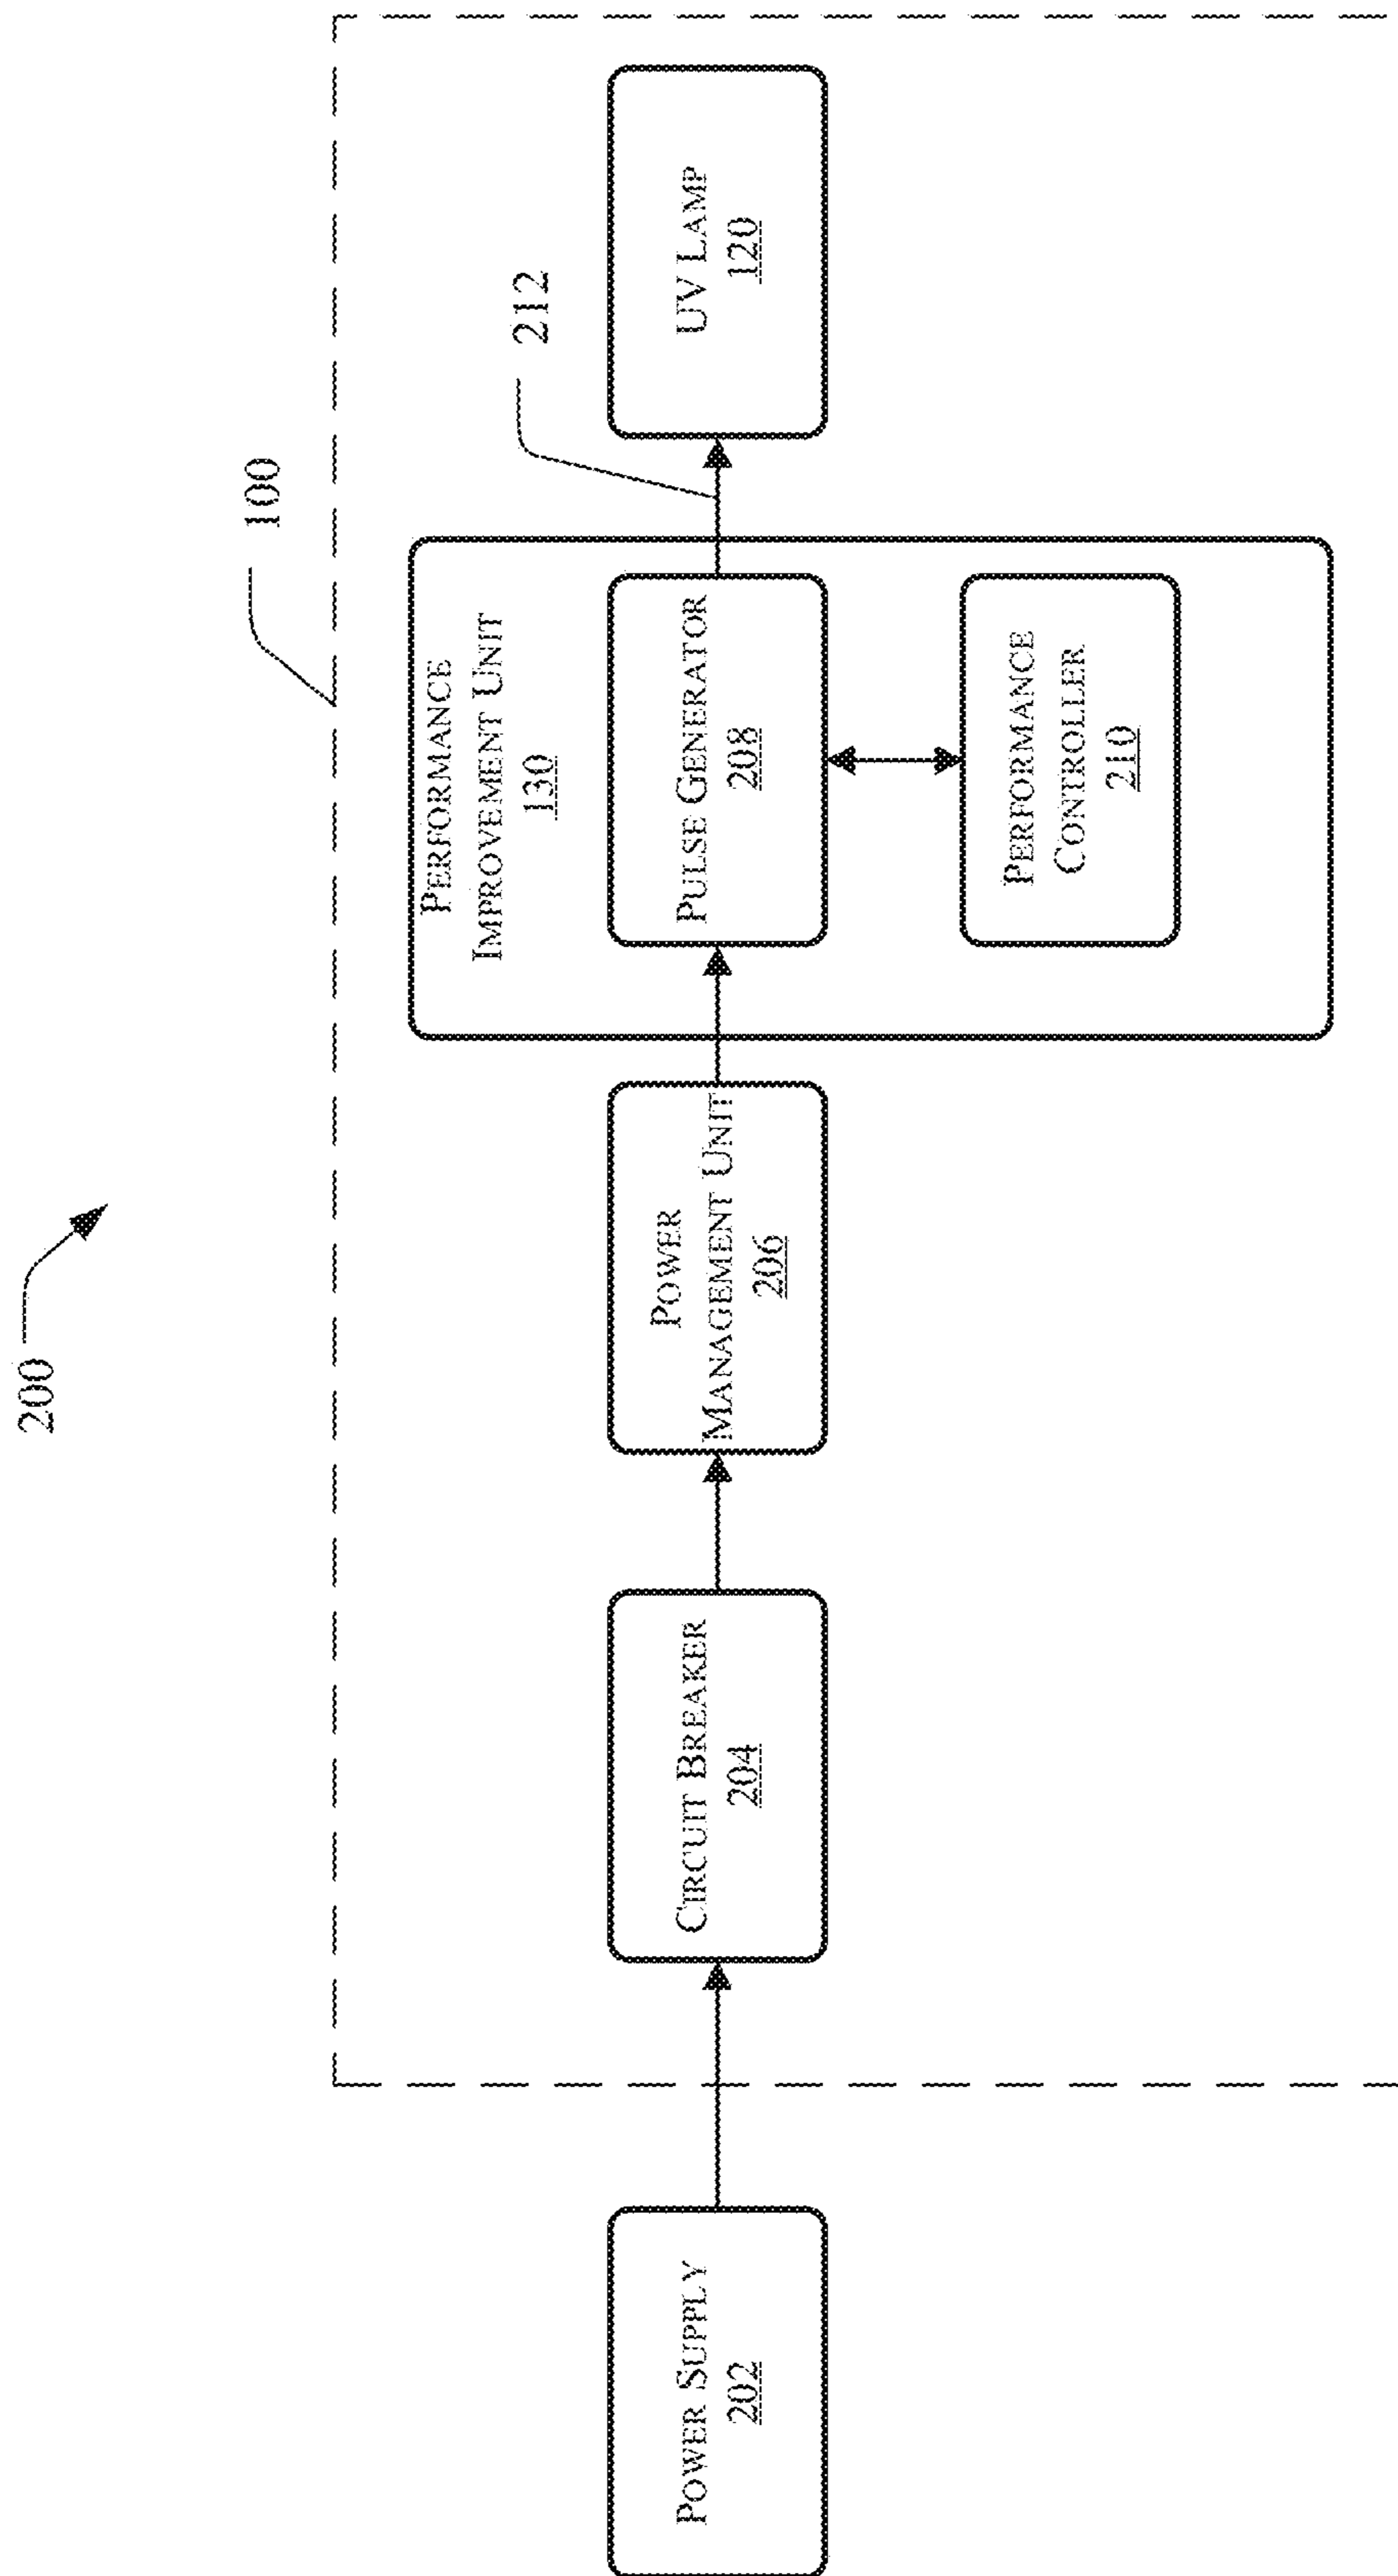 200
100
212
POWER SUPPLY
202
CIRCUIT BREAKER
204
POWER
MANAGEMENT UNIT
206
PERFORMANCE
IMPROVEMENT UNIT
130
PULSE GENERATOR
208
PERFORMANCE
CONTROLLER
210
UV LAMP
120